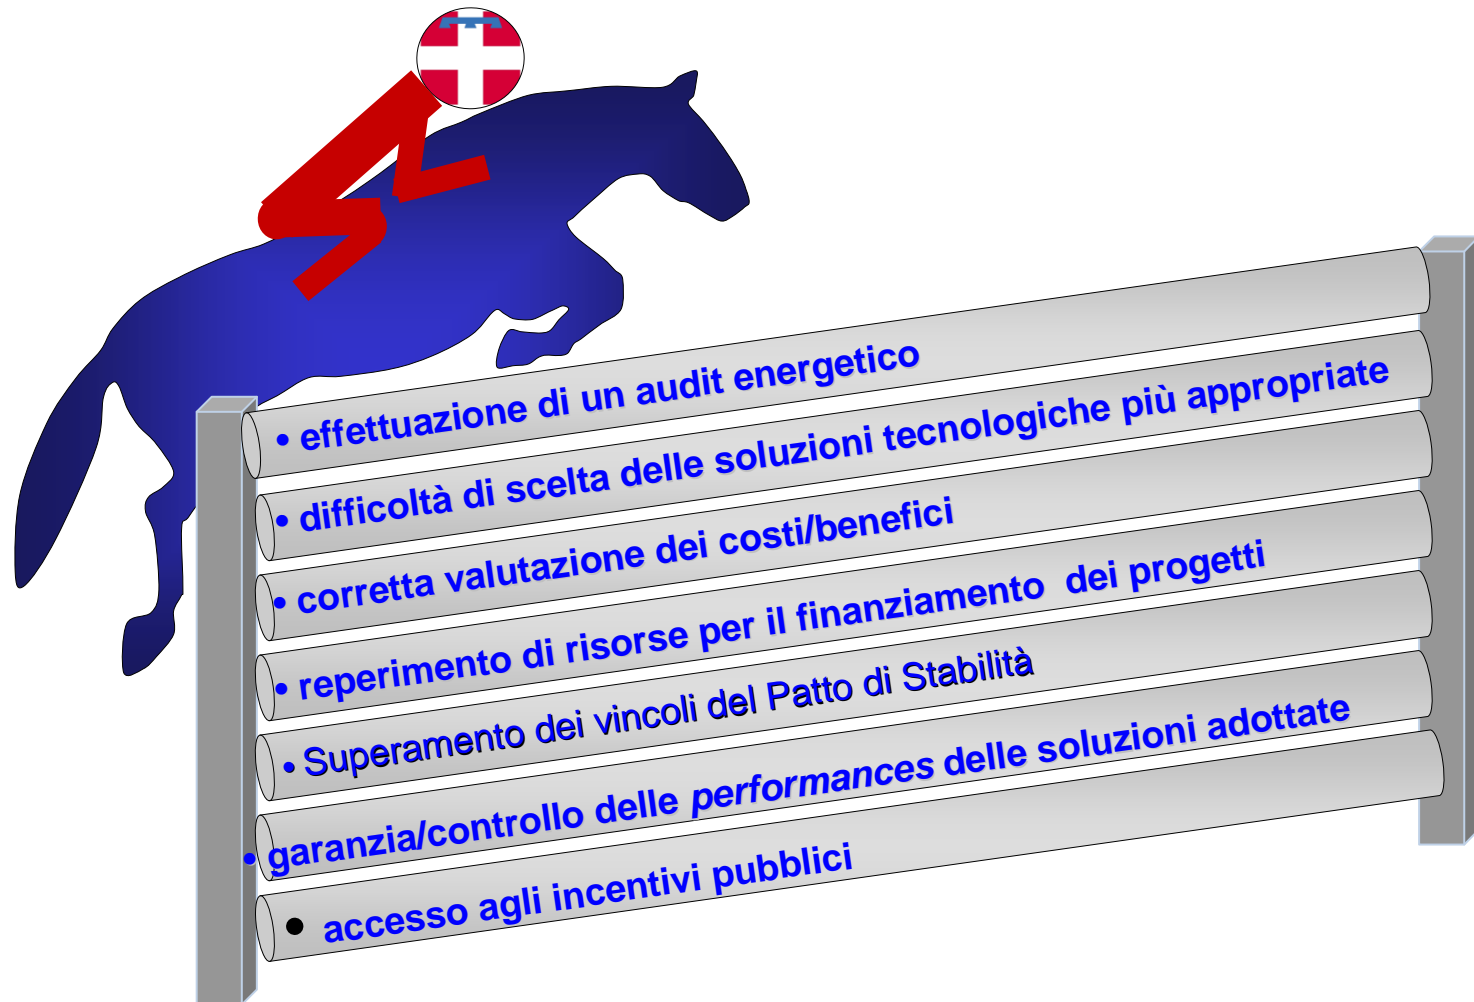 • effettuazione di un audit energetico
• difficoltà di scelta delle soluzioni tecnologiche più appropriate
• corretta valutazione dei costi/benefici
• reperimento di risorse per il finanziamento dei progetti
• Superamento dei vincoli del Patto di Stabilità
• garanzia/controllo delle performances delle soluzioni adottate
• accesso agli incentivi pubblici